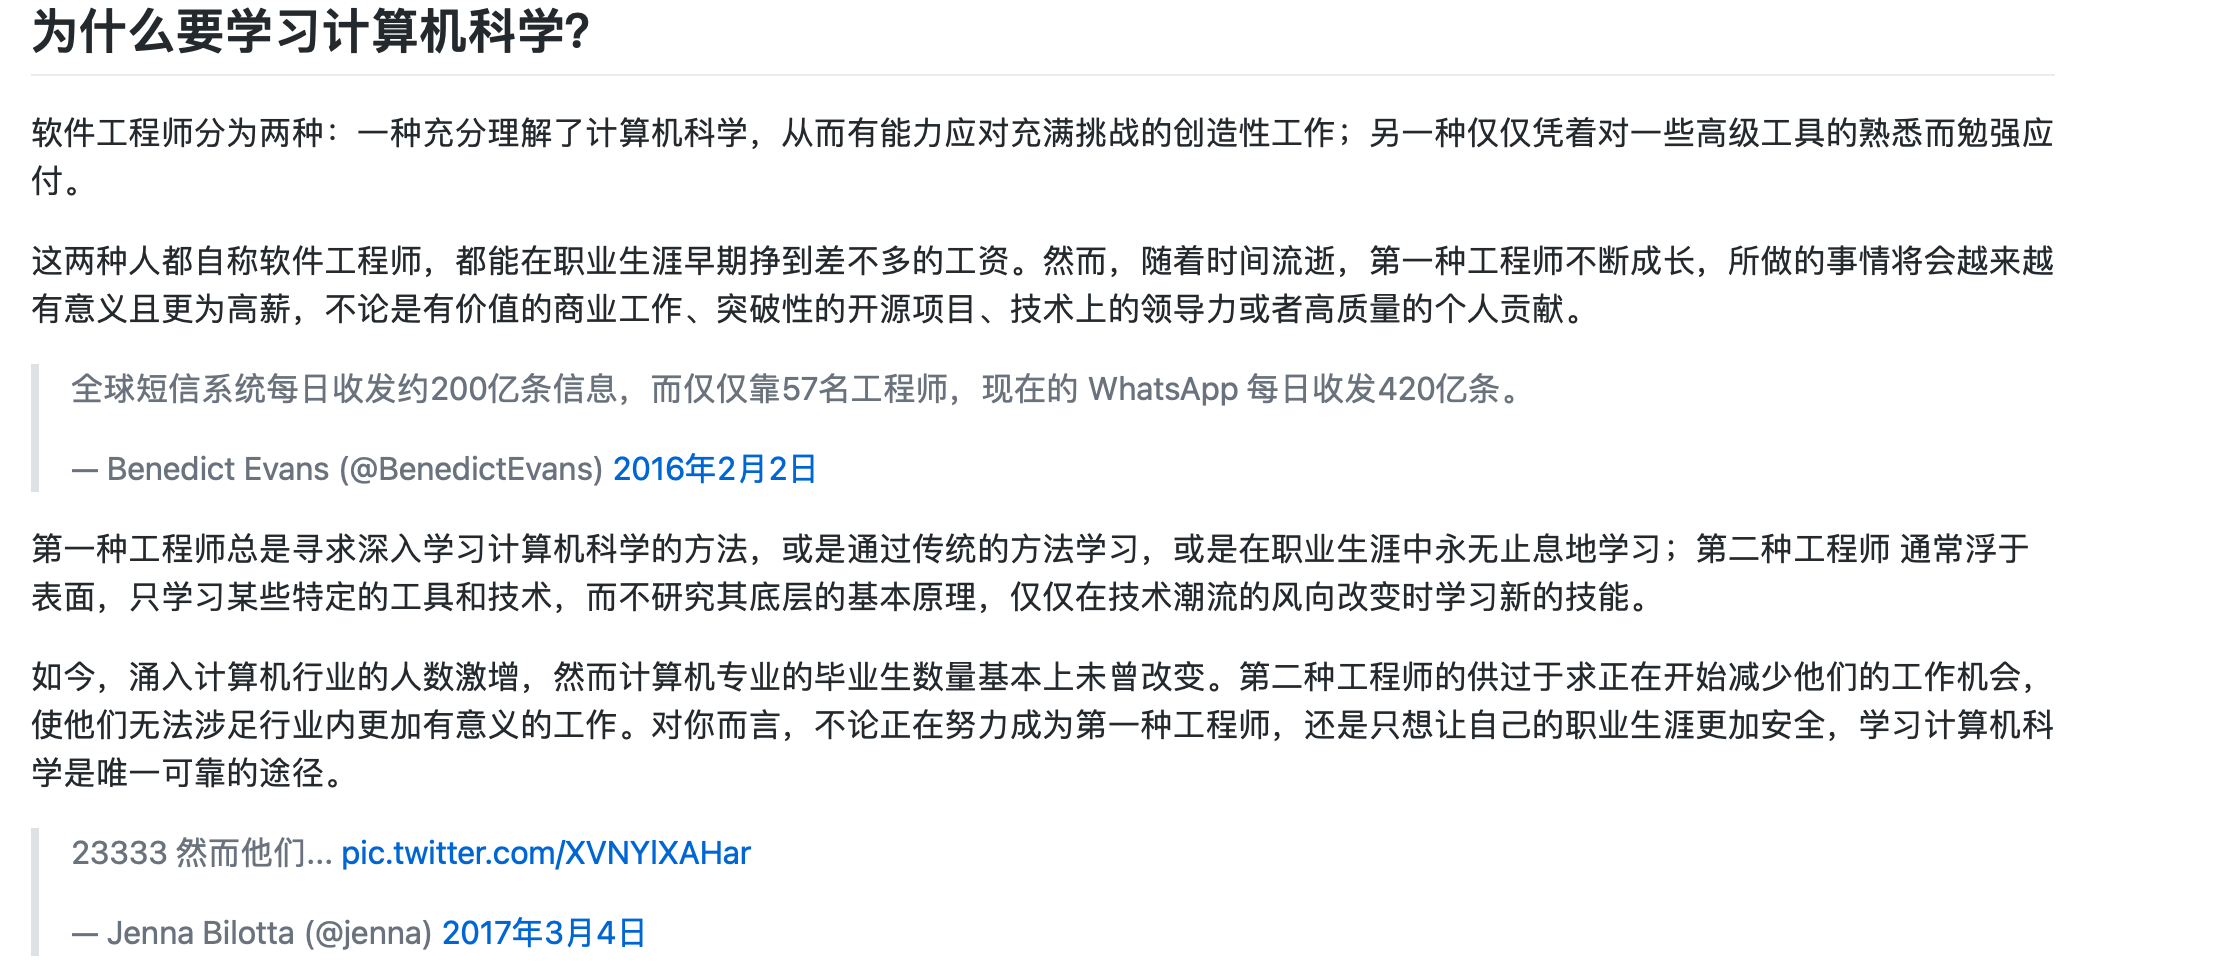 为什么要学习计算机科学?
软件工程师分为两种：一种充分理解了计算机科学，从而有能力应对充满挑战的创造性工作；另一种仅仅凭着对一些高级工具的熟悉而勉强应
付。
这两种人都自称软件工程师，都能在职业生涯早期挣到差不多的工资。然而，随着时间流逝，第一种工程师不断成长，所做的事情将会越来越
有意义且更为高薪，不论是有价值的商业工作、突破性的开源项目、技术上的领导力或者高质量的个人贡献。
全球短信系统每日收发约200亿条信息，而仅仅靠57名工程师，现在的 WhatsApp 每日收发420亿条。
— Benedict Evans (@BenedictEvans) 2016年2月2日
第一种工程师总是寻求深入学习计算机科学的方法，或是通过传统的方法学习，或是在职业生涯中永无止息地学习；第二种工程师 通常浮于
表面，只学习某些特定的工具和技术，而不研究其底层的基本原理，仅仅在技术潮流的风向改变时学习新的技能。
如今，涌入计算机行业的人数激增，然而计算机专业的毕业生数量基本上未曾改变。第二种工程师的供过于求正在开始减少他们的工作机会，
使他们无法涉足行业内更加有意义的工作。对你而言，不论正在努力成为第一种工程师，还是只想让自己的职业生涯更加安全，学习计算机科
学是唯一可靠的途径。
23333 然而他们... pic.twitter.com/XVNYlXAHar
— Jenna Bilotta (@jenna) 2017年3月4日